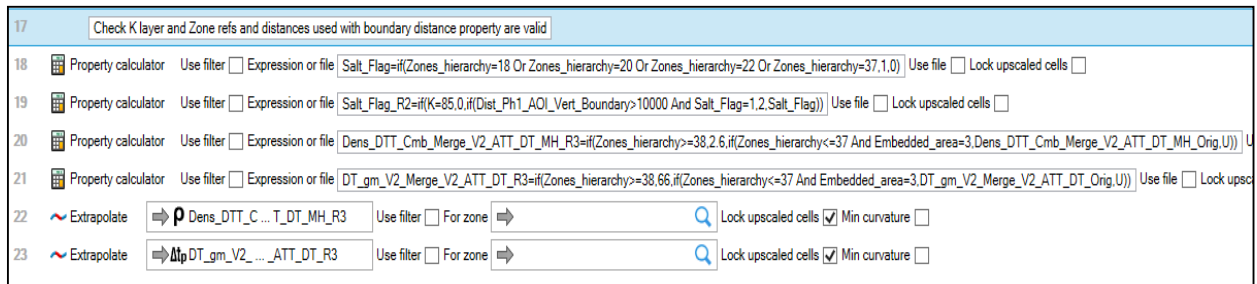 17 Check K layer and Zone refs and distances used with boundary distance property are valid
18 Property calculator Use filter Expression or file Salt_Flag=if(Zones_hierarchy=18 Or Zones_hierarchy=20 Or Zones_hierarchy=22 Or Zones_hierarchy=37,1,0) Use file Lock upscaled cells
19 Property calculator Use filter Expression or file Salt_Flag_R2=if(K=85,0,if(Dist_Ph1_AOI_Vert_Boundary>10000 And Salt_Flag=1,2,Salt_Flag)) Use file Lock upscaled cells
20 Property calculator Use filter Expression or file Dens_DTT_Cmb_Merge_V2_ATT_DT_MH_R3=if(Zones_hierarchy>=38,2.6,if(Zones_hierarchy<=37 And Embedded_area=3,Dens_DTT_Cmb_Merge_V2_ATT_DT_MH_Orig,U)) U
21 Property calculator Use filter Expression or file DT_gm_V2_Merge_V2_ATT_DT_R3=if(Zones_hierarchy>=38,66,if(Zones_hierarchy<=37 And Embedded_area=3,DT_gm_V2_Merge_V2_ATT_DT_Orig,U)) Use file Lock upsc
22 Extrapolate ρ Dens_DTT_C ... T_DT_MH_R3 Use filter For zone Lock upscaled cells Min curvature
23 Extrapolate Δtp DT_gm_V2_ ... _ATT_DT_R3 Use filter For zone Lock upscaled cells Min curvature